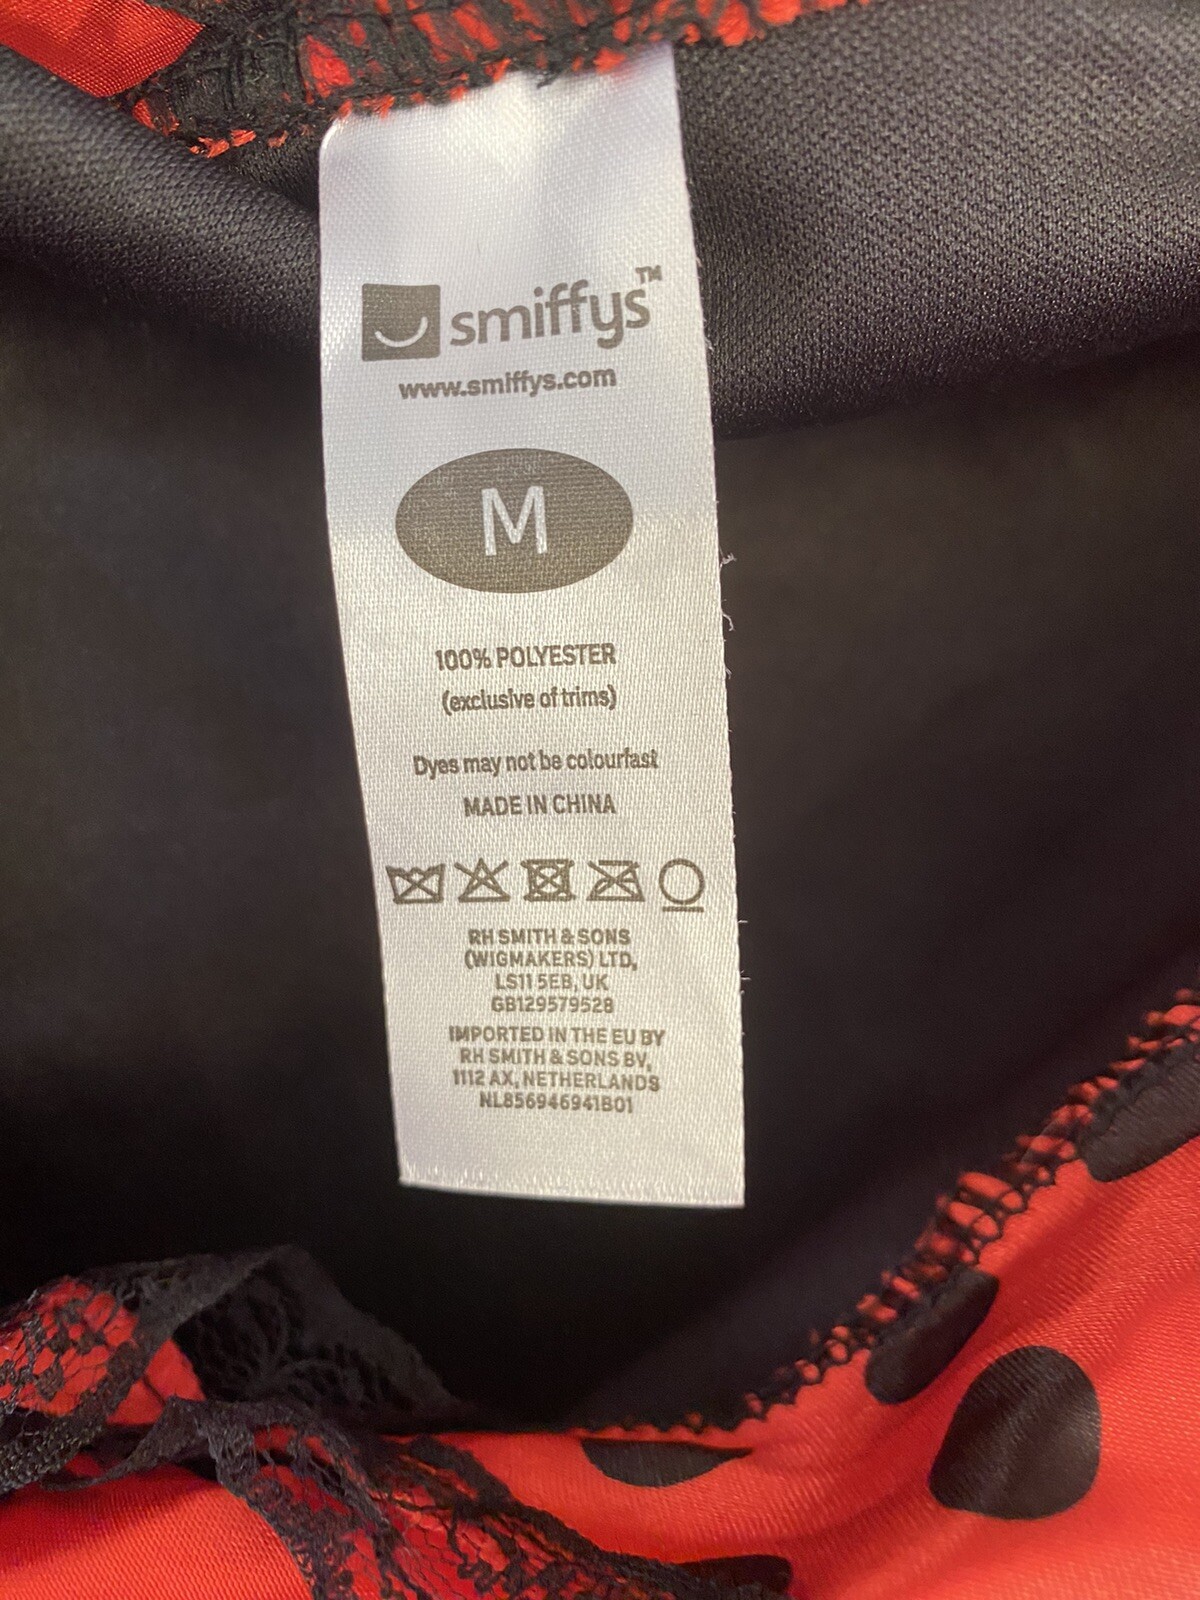 smiffys™
www.smiffys.com
M
100% POLYESTER
(exclusive of trims)
Dyes may not be colourfast
MADE IN CHINA
RH SMITH & SONS
(WIGMAKERS) LTD,
LS11 5EB, UK
GB129579528
IMPORTED IN THE EU BY
RH SMITH & SONS BV,
1112 AX, NETHERLANDS
NL856946941B01